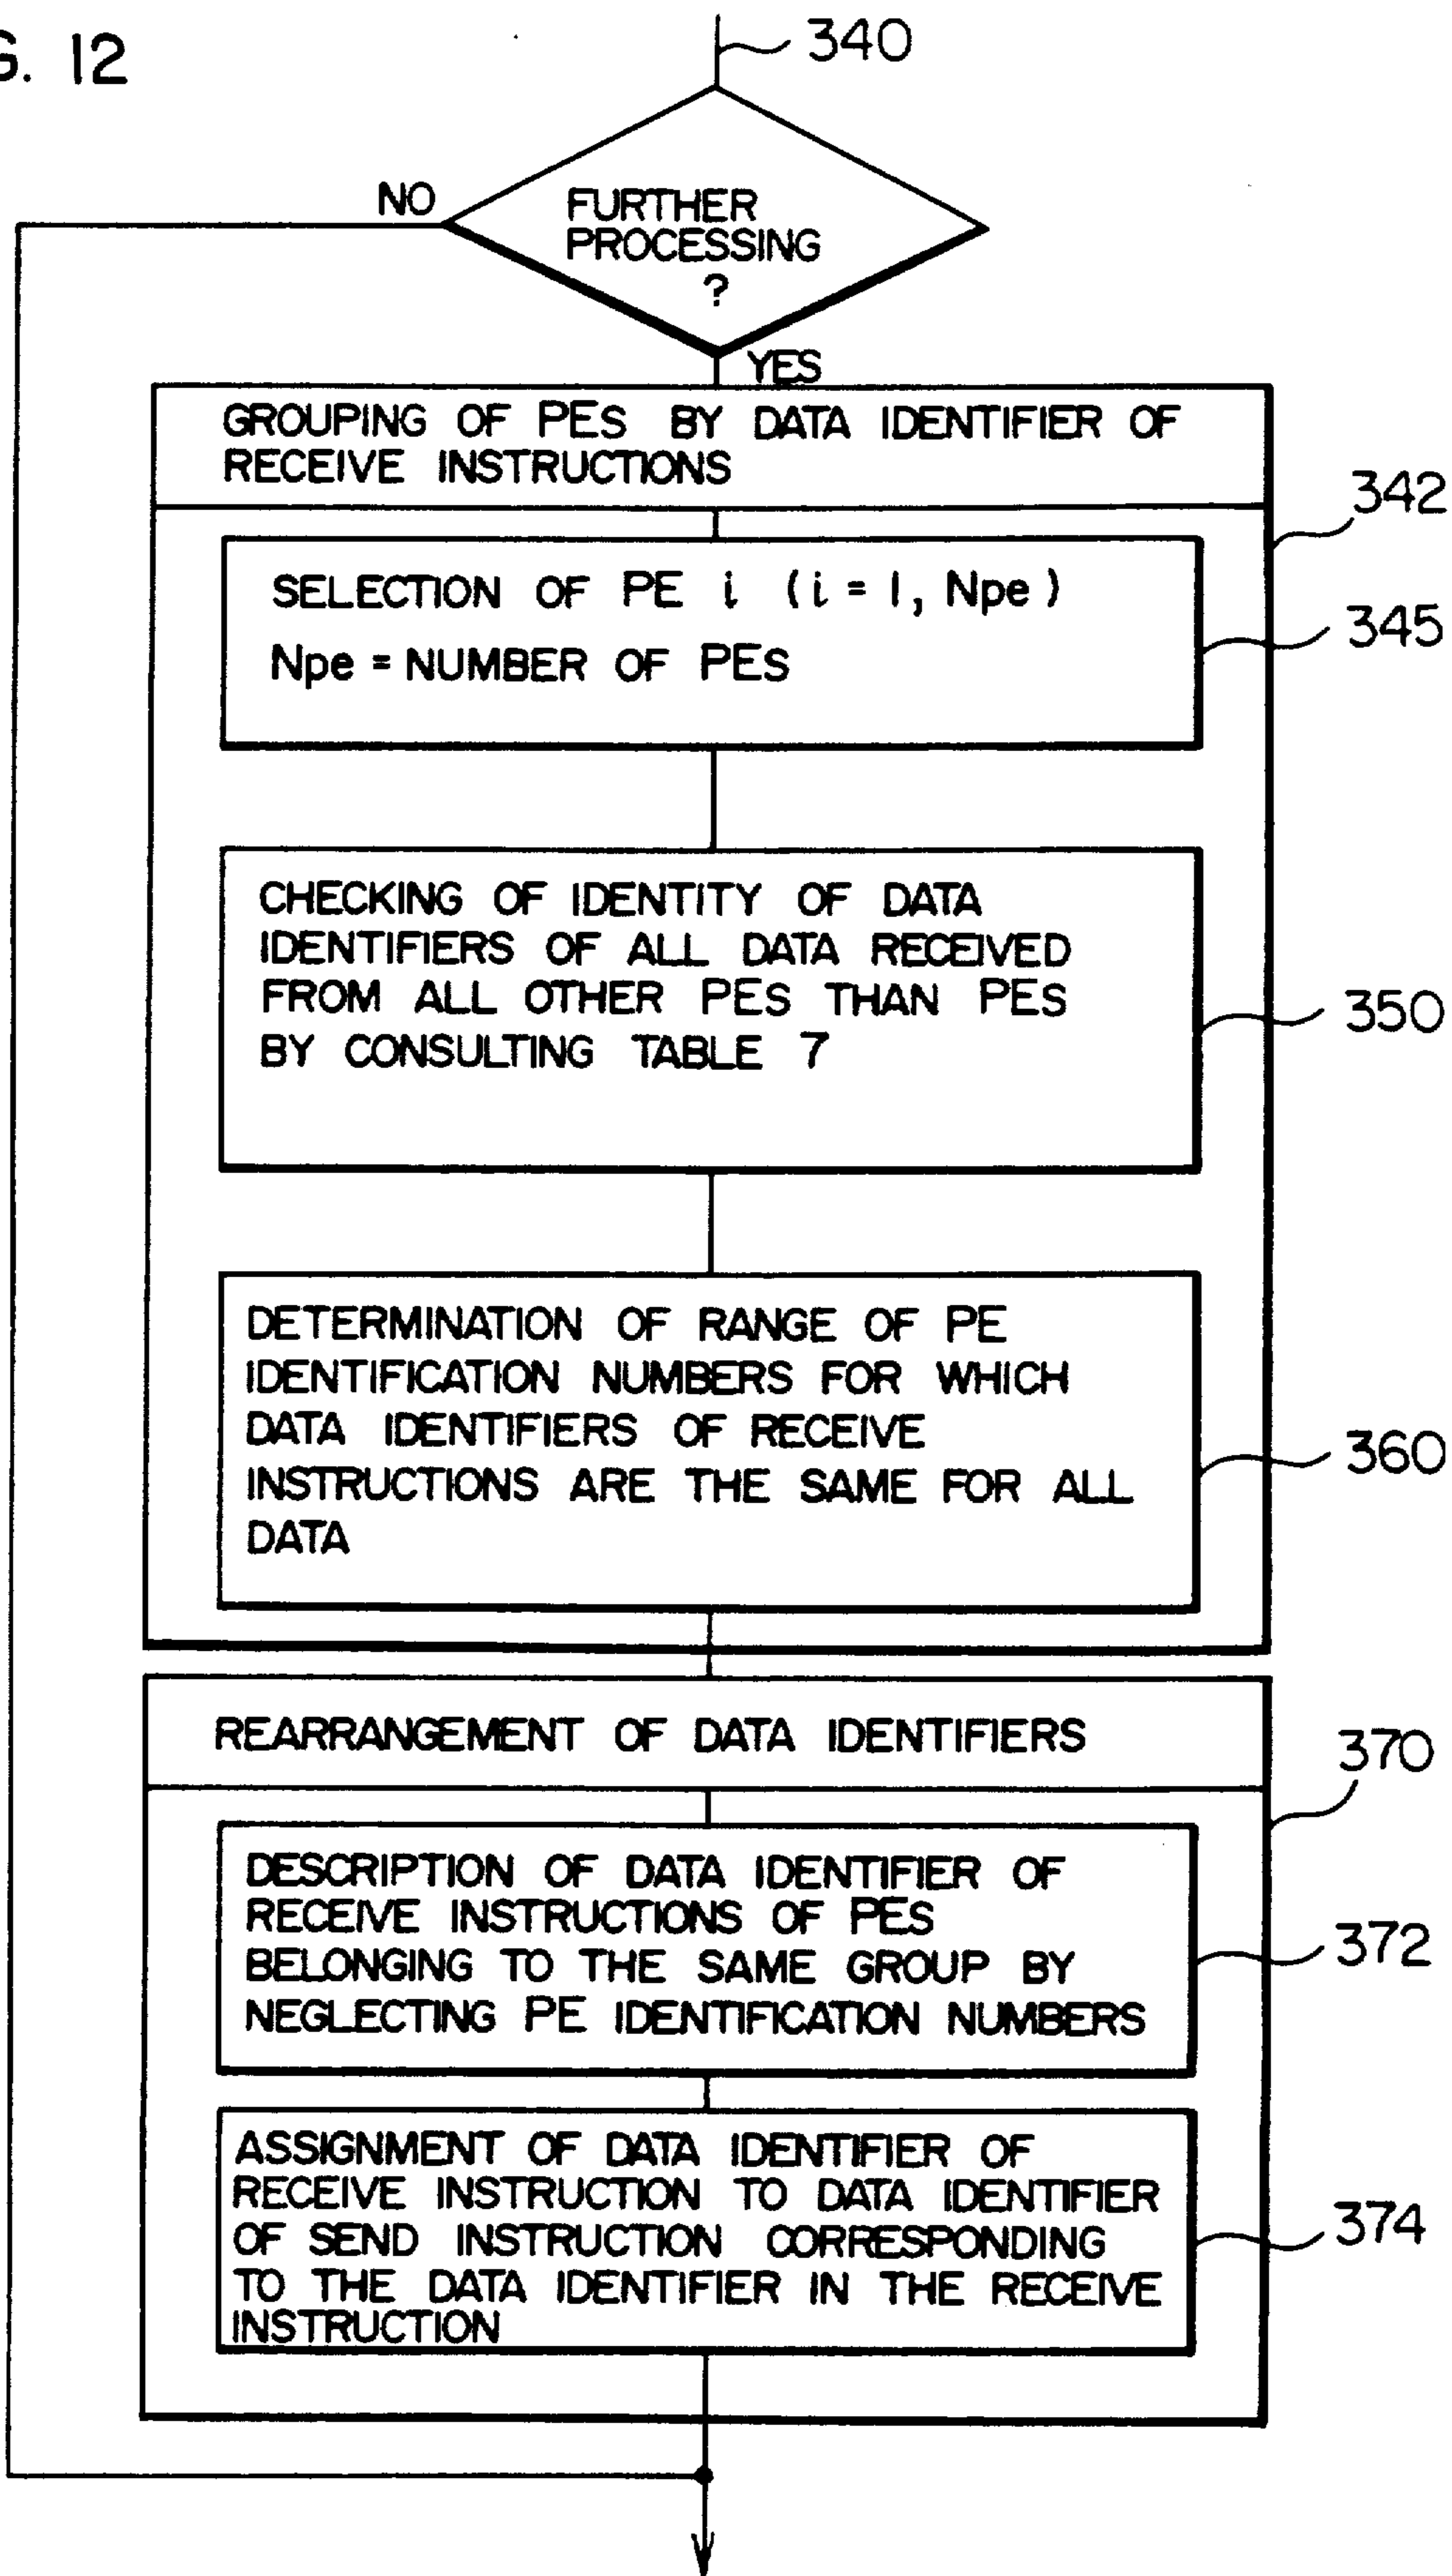 G. 12
340
NO
FURTHER
PROCESSING
?
YES
GROUPING OF PES BY DATA IDENTIFIER OF
RECEIVE INSTRUCTIONS
342
SELECTION OF PE i (i = 1, Npe)
Npe = NUMBER OF PES
345
CHECKING OF IDENTITY OF DATA
IDENTIFIERS OF ALL DATA RECEIVED
FROM ALL OTHER PES THAN PES
BY CONSULTING TABLE 7
350
DETERMINATION OF RANGE OF PE
IDENTIFICATION NUMBERS FOR WHICH
DATA IDENTIFIERS OF RECEIVE
INSTRUCTIONS ARE THE SAME FOR ALL
DATA
360
REARRANGEMENT OF DATA IDENTIFIERS
370
DESCRIPTION OF DATA IDENTIFIER OF
RECEIVE INSTRUCTIONS OF PES
BELONGING TO THE SAME GROUP BY
NEGLECTING PE IDENTIFICATION NUMBERS
372
ASSIGNMENT OF DATA IDENTIFIER OF
RECEIVE INSTRUCTION TO DATA IDENTIFIER
OF SEND INSTRUCTION CORRESPONDING
TO THE DATA IDENTIFIER IN THE RECEIVE
INSTRUCTION
374